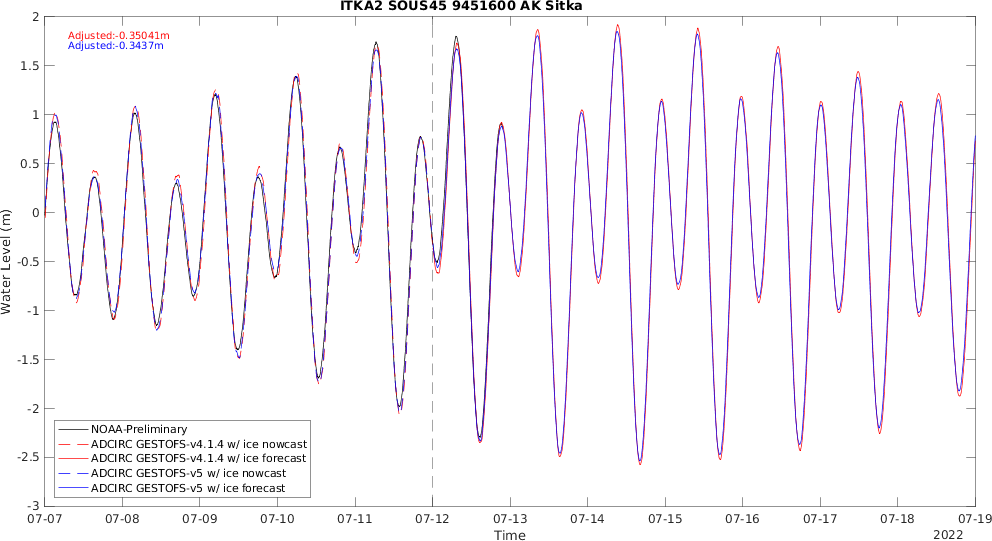 ITKA2 SOUS45 9451600 AK Sitka
Adjusted:-0.35041m
Adjusted:-0.3437m
2
1.5
1
0.5
0
-0.5
-1
-1.5
-2
-2.5
-3
Water Level (m)
NOAA-Preliminary
ADCIRC GESTOFS-v4.1.4 w/ ice nowcast
ADCIRC GESTOFS-v4.1.4 w/ ice forecast
ADCIRC GESTOFS-v5 w/ ice nowcast
ADCIRC GESTOFS-v5 w/ ice forecast
07-07 07-08 07-09 07-10 07-11 07-12 07-13 07-14 07-15 07-16 07-17 07-18 07-19
Time
2022